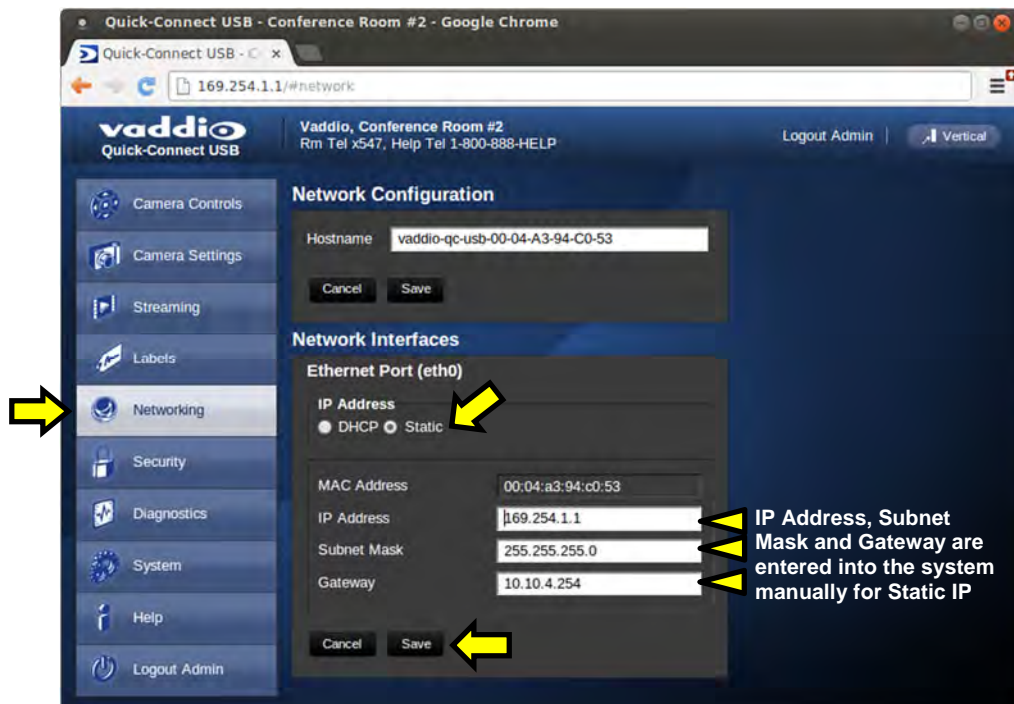 Quick-Connect USB - Conference Room #2 - Google Chrome
Quick-Connect USB - C
169.254.1.1/#network
vaddio
Quick-Connect USB
Vaddio, Conference Room #2
Rm Tel x547, Help Tel 1-800-888-HELP
Logout Admin
Vertical
Camera Controls
Camera Settings
Streaming
Labels
Networking
Security
Diagnostics
System
Help
Logout Admin
Network Configuration
Hostname vaddio-qc-usb-00-04-A3-94-C0-53
Cancel Save
Network Interfaces
Ethernet Port (eth0)
IP Address
DHCP Static
MAC Address 00:04:a3:94:c0:53
IP Address 169.254.1.1
Subnet Mask 255.255.255.0
Gateway 10.10.4.254
Cancel Save
IP Address, Subnet
Mask and Gateway are
entered into the system
manually for Static IP